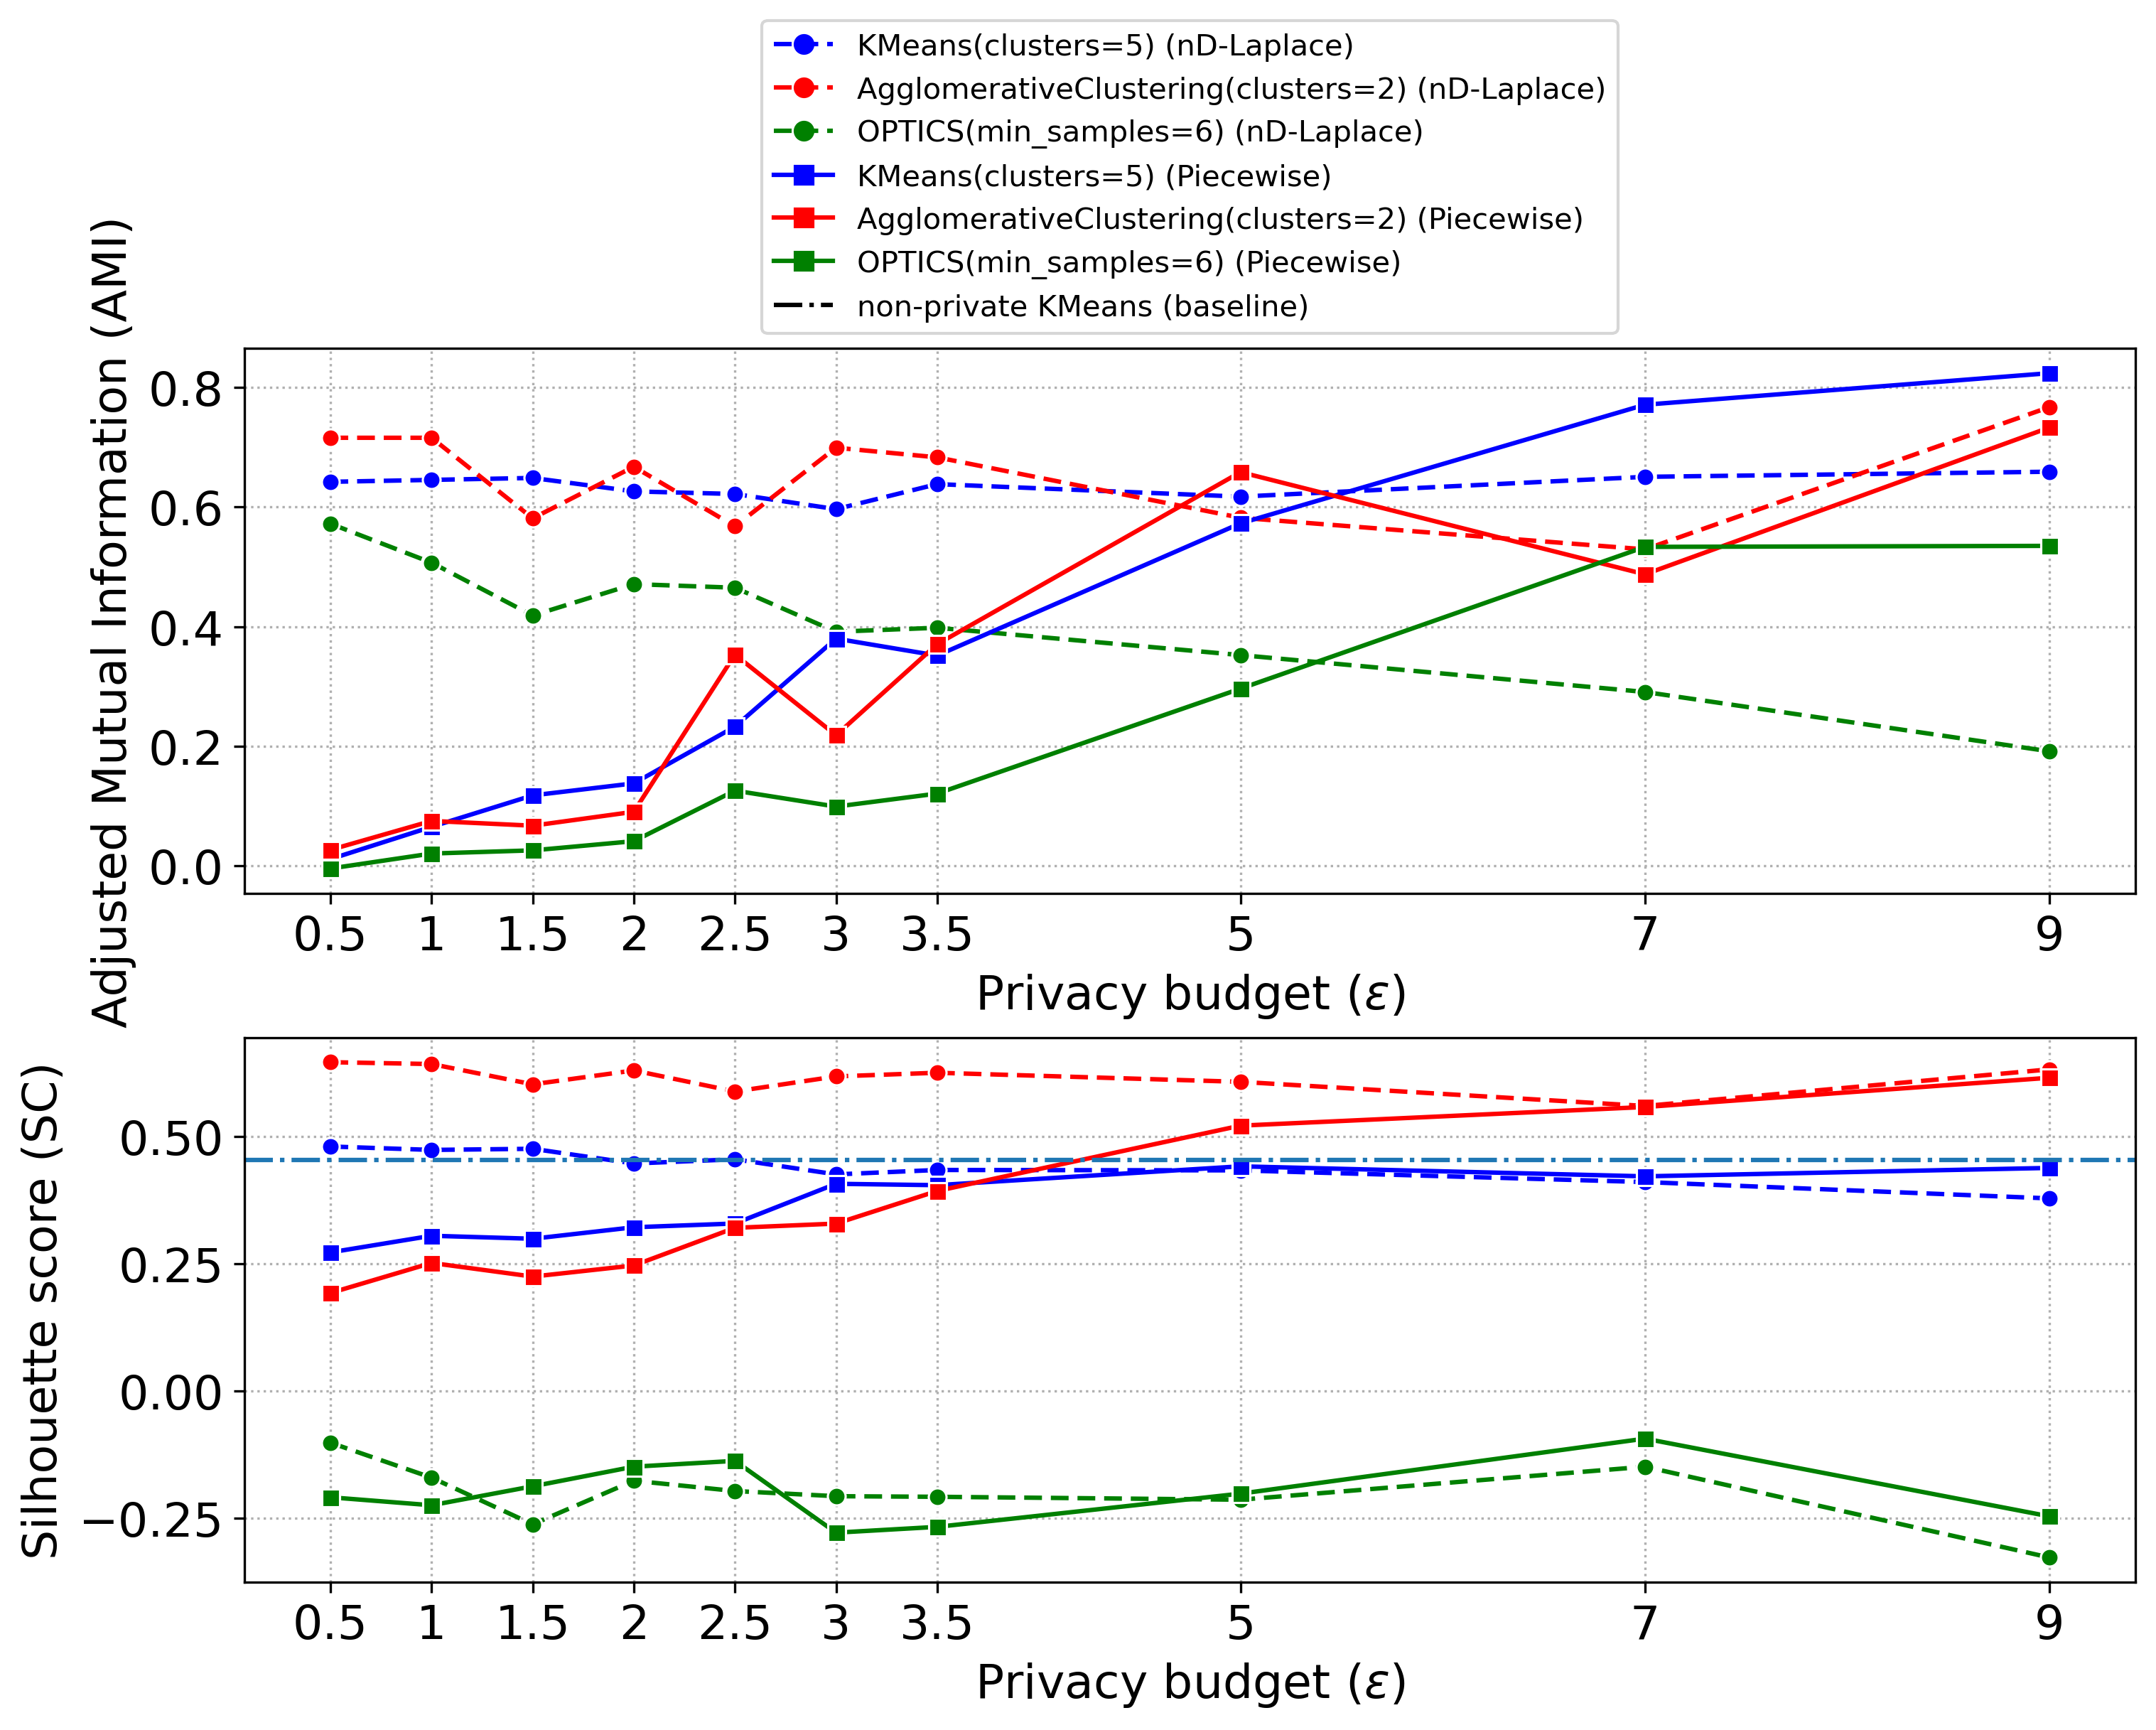 KMeans(clusters=5) (nD-Laplace)
AgglomerativeClustering(clusters=2) (nD-Laplace)
OPTICS(min_samples=6) (nD-Laplace)
KMeans(clusters=5) (Piecewise)
AgglomerativeClustering(clusters=2) (Piecewise)
OPTICS(min_samples=6) (Piecewise)
non-private KMeans (baseline)
Adjusted Mutual Information (AMI)
0.8
0.6
0.4
0.2
0.0
0.5 1 1.5 2 2.5 3 3.5 5 7 9
Privacy budget (ε)
Silhouette score (SC)
0.50
0.25
0.00
−0.25
0.5 1 1.5 2 2.5 3 3.5 5 7 9
Privacy budget (ε)